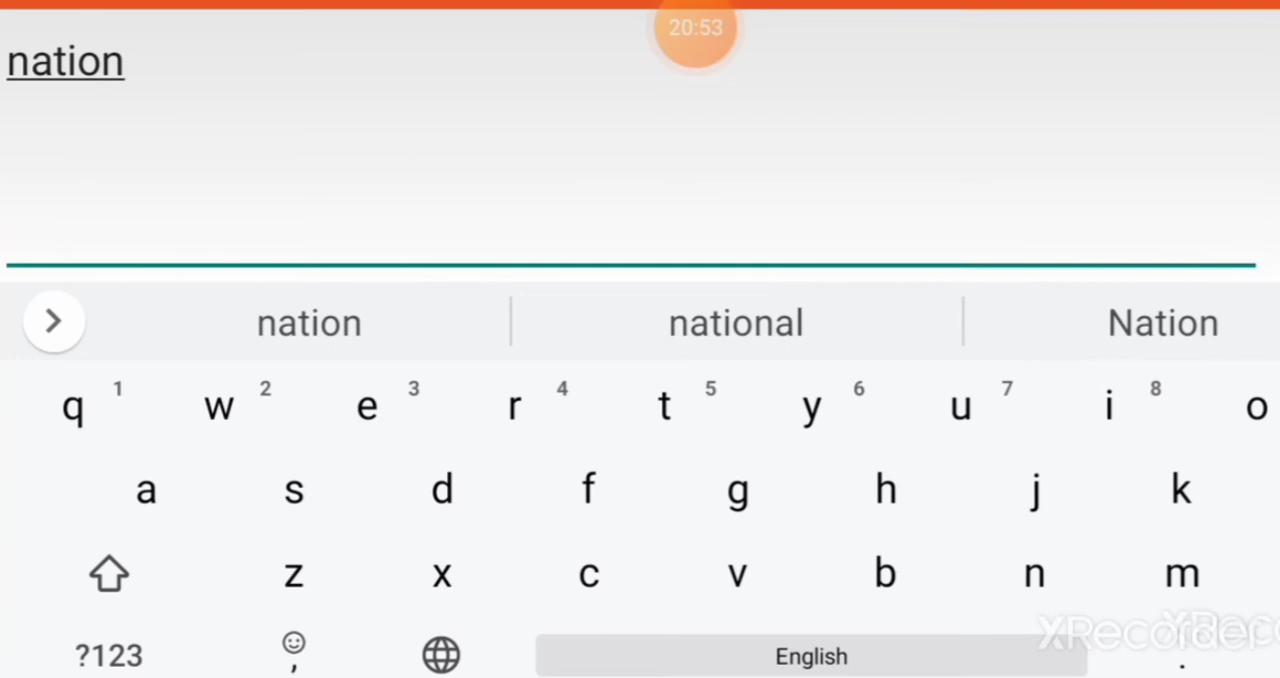 20:53
nation
nation national Nation
q 1 w 2 e 3 r 4 t 5 y 6 u 7 i 8 o
a s d f g h j k
z x c v b n m
?123 , English .
XRecorder